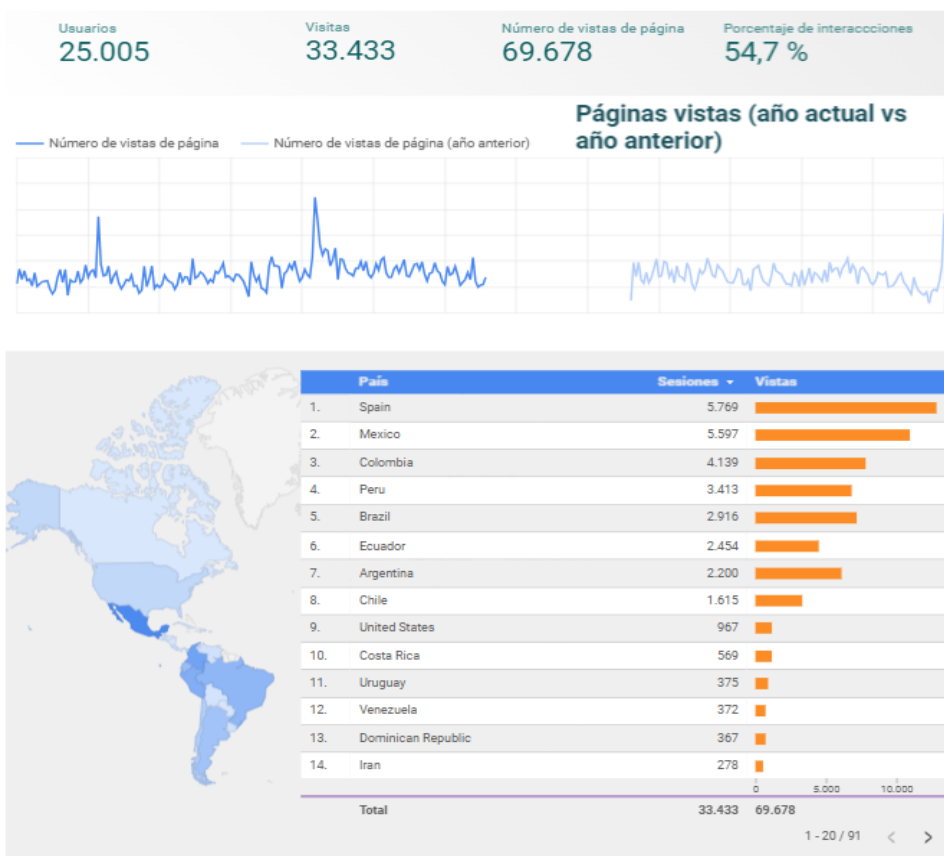 Usuarios
25.005
Visitas
33.433
Número de vistas de página
69.678
Porcentaje de interaccciones
54,7 %
Páginas vistas (año actual vs
año anterior)
Número de vistas de página
Número de vistas de página (año anterior)
País Sesiones Vistas
1. Spain 5.769
2. Mexico 5.597
3. Colombia 4.139
4. Peru 3.413
5. Brazil 2.916
6. Ecuador 2.454
7. Argentina 2.200
8. Chile 1.615
9. United States 967
10. Costa Rica 569
11. Uruguay 375
12. Venezuela 372
13. Dominican Republic 367
14. Iran 278
0 5.000 10.000
Total 33.433 69.678
1 - 20 / 91 < >